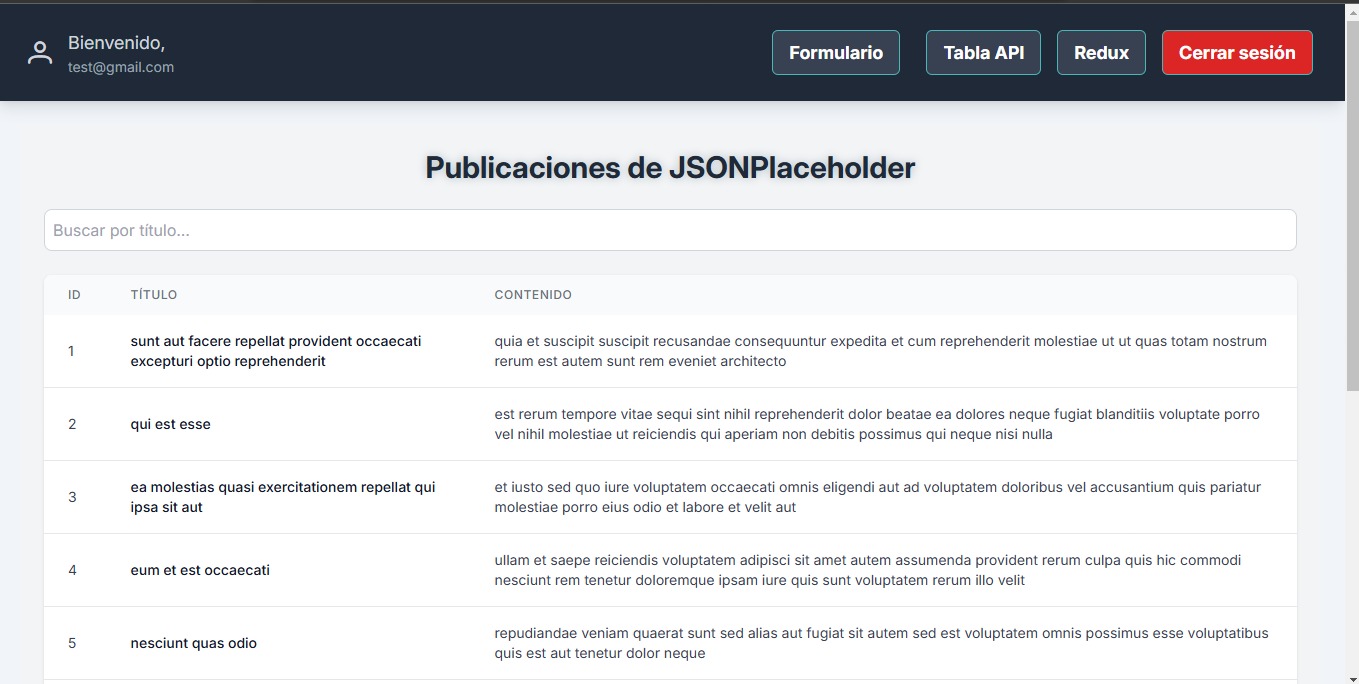 Bienvenido,
test@gmail.com
Formulario
Tabla API
Redux
Cerrar sesión
Publicaciones de JSONPlaceholder
Buscar por título...
ID TÍTULO CONTENIDO
1
sunt aut facere repellat provident occaecati
excepturi optio reprehenderit
quia et suscipit suscipit recusandae consequuntur expedita et cum reprehenderit molestiae ut ut quas totam nostrum
rerum est autem sunt rem eveniet architecto
2
qui est esse
est rerum tempore vitae sequi sint nihil reprehenderit dolor beatae ea dolores neque fugiat blanditiis voluptate porro
vel nihil molestiae ut reiciendis qui aperiam non debitis possimus qui neque nisi nulla
3
ea molestias quasi exercitationem repellat qui
ipsa sit aut
et iusto sed quo iure voluptatem occaecati omnis eligendi aut ad voluptatem doloribus vel accusantium quis pariatur
molestiae porro eius odio et labore et velit aut
4
eum et est occaecati
ullam et saepe reiciendis voluptatem adipisci sit amet autem assumenda provident rerum culpa quis hic commodi
nesciunt rem tenetur doloremque ipsam iure quis sunt voluptatem rerum illo velit
5
nesciunt quas odio
repudiandae veniam quaerat sunt sed alias aut fugiat sit autem sed est voluptatem omnis possimus esse voluptatibus
quis est aut tenetur dolor neque